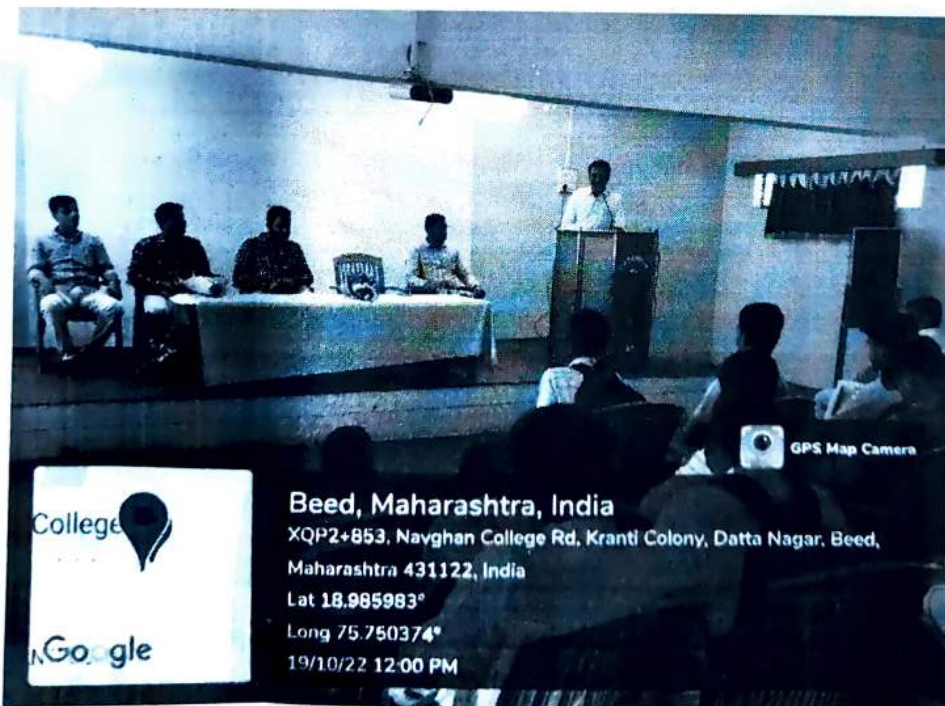 GPS Map Camera
College
Google
Beed, Maharashtra, India
XQP2+853, Navghan College Rd, Kranti Colony, Datta Nagar, Beed,
Maharashtra 431122, India
Lat 18.985983°
Long 75.750374°
19/10/22 12:00 PM